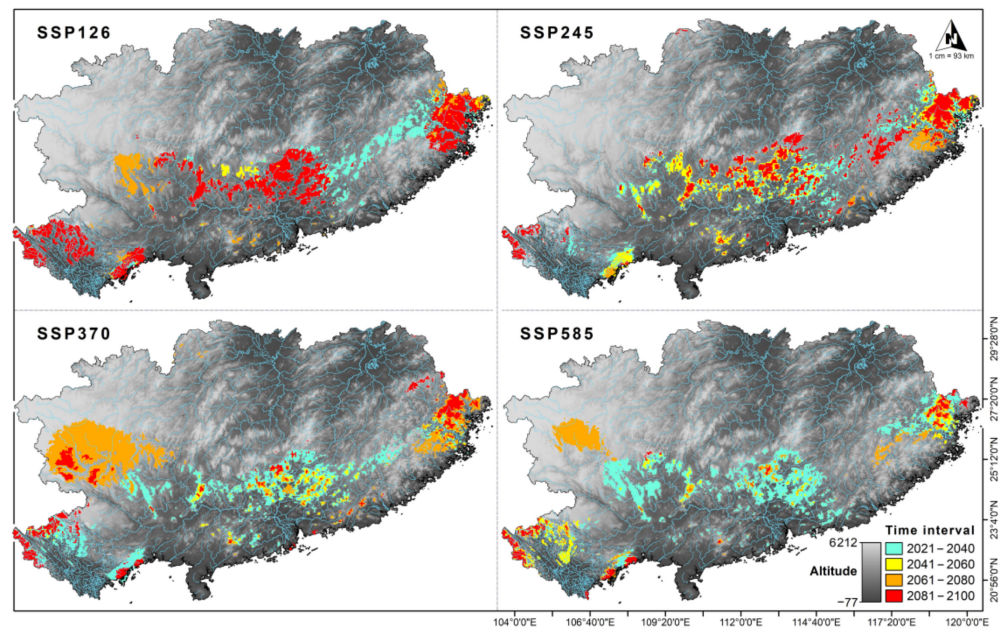 SSP126
SSP245
N
1 cm = 93 km
SSP370
SSP585
29°28'0"N
27°20'0"N
25°12'0"N
23°4'0"N
20°56'0"N
Time interval
6212
Altitude
−77
2021–2040
2041–2060
2061–2080
2081–2100
104°0'0"E
106°40'0"E
109°20'0"E
112°0'0"E
114°40'0"E
117°20'0"E
120°0'0"E